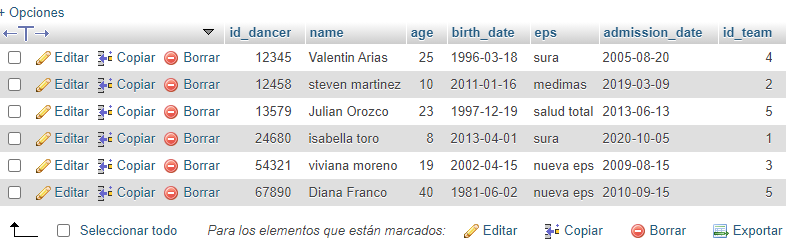 + Opciones
←T→ id_dancer name age birth_date eps admission_date id_team
Editar Copiar Borrar 12345 Valentin Arias 25 1996-03-18 sura 2005-08-20 4
Editar Copiar Borrar 12458 steven martinez 10 2011-01-16 medimas 2019-03-09 2
Editar Copiar Borrar 13579 Julian Orozco 23 1997-12-19 salud total 2013-06-13 5
Editar Copiar Borrar 24680 isabella toro 8 2013-04-01 sura 2020-10-05 1
Editar Copiar Borrar 54321 viviana moreno 19 2002-04-15 nueva eps 2009-08-15 3
Editar Copiar Borrar 67890 Diana Franco 40 1981-06-02 nueva eps 2010-09-15 5
Seleccionar todo Para los elementos que están marcados: Editar Copiar Borrar Exportar